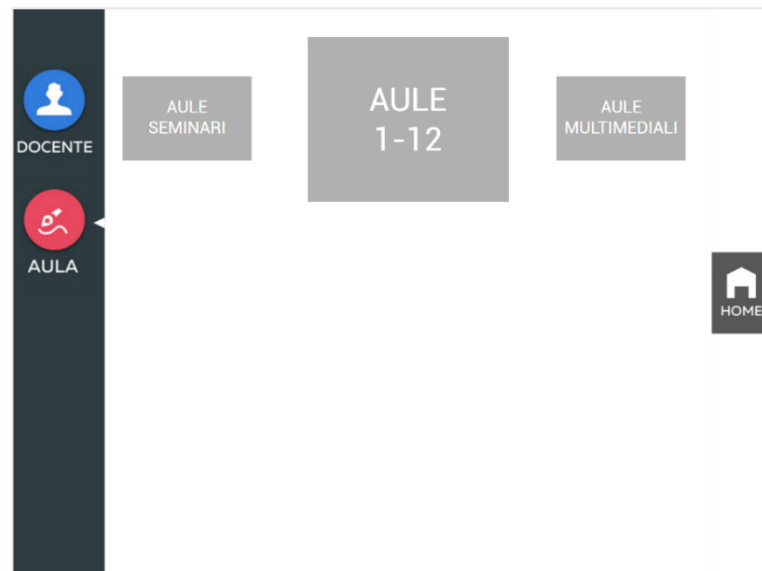 DOCENTE
AULA
AULE
SEMINARI
AULE
1-12
AULE
MULTIMEDIALI
HOME